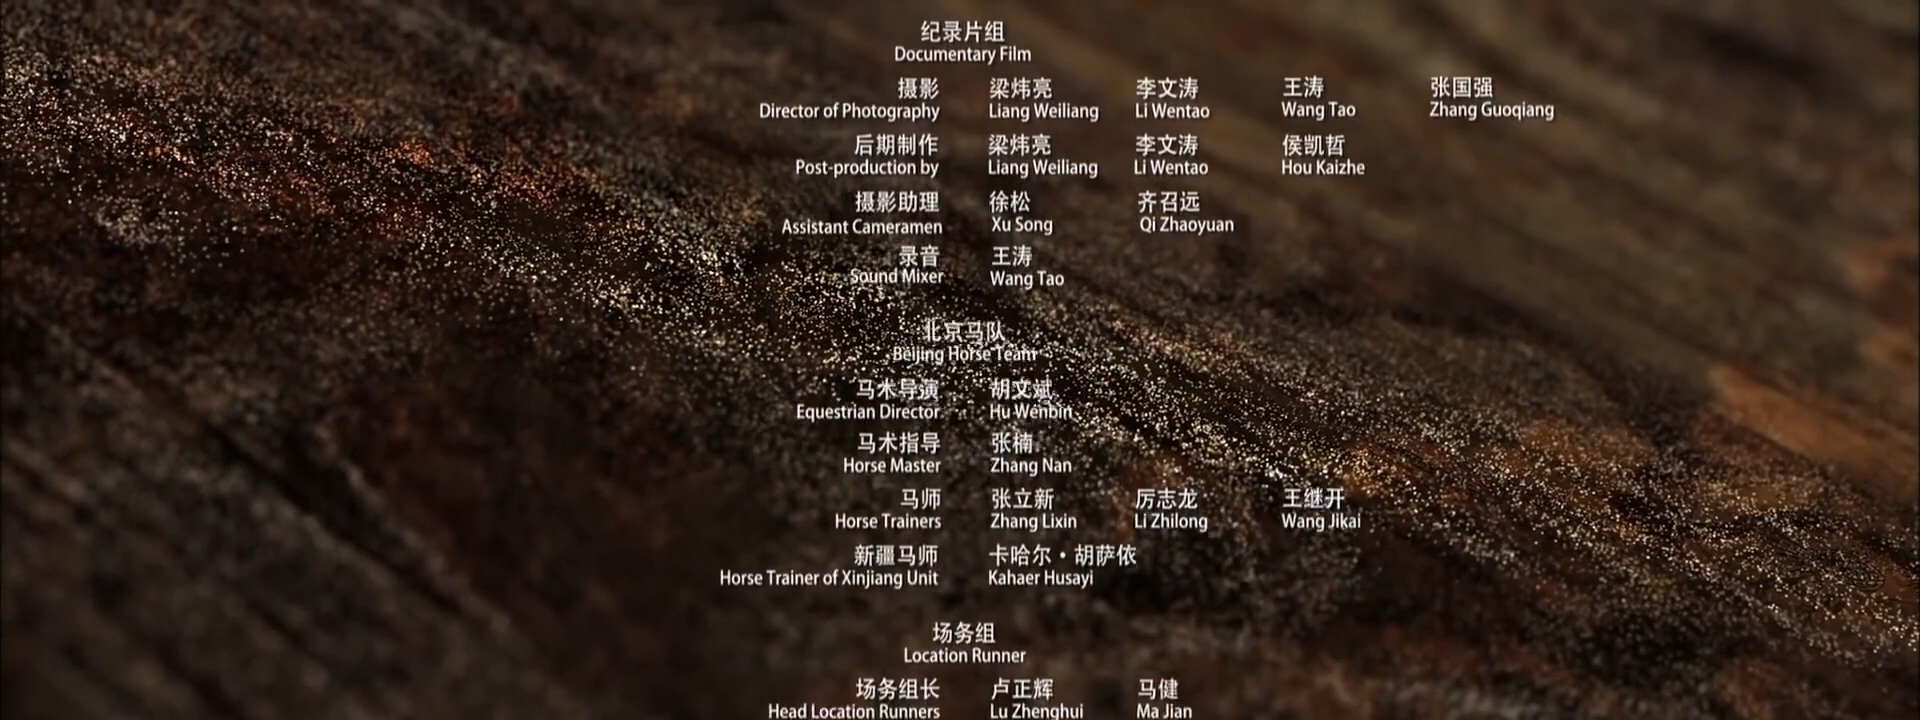 纪录片组
Documentary Film
摄影 梁炜亮 李文涛 王涛 张国强
Director of Photography Liang Weiliang Li Wentao Wang Tao Zhang Guoqiang
后期制作 梁炜亮 李文涛 侯凯哲
Post-production by Liang Weiliang Li Wentao Hou Kaizhe
摄影助理 徐松 齐召远
Assistant Cameramen Xu Song Qi Zhaoyuan
录音 王涛
Sound Mixer Wang Tao
北京马队
Beijing Horse Team
马术导演 胡文斌
Equestrian Director Hu Wenbin
马术指导 张楠
Horse Master Zhang Nan
马师 张立新 厉志龙 王继开
Horse Trainers Zhang Lixin Li Zhilong Wang Jikai
新疆马师 卡哈尔·胡萨依
Horse Trainer of Xinjiang Unit Kahaer Husayi
场务组
Location Runner
场务组长 卢正辉 马健
Head Location Runners Lu Zhenghui Ma Jian